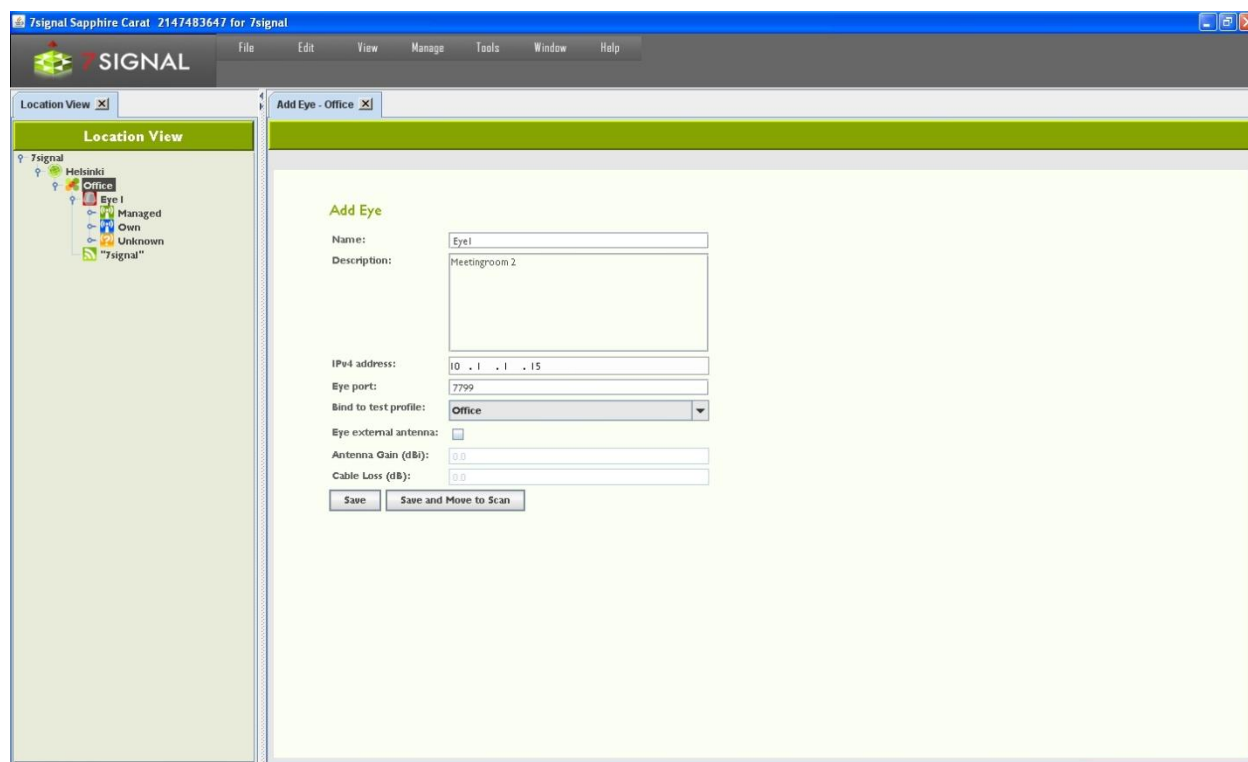 7signal Sapphire Carat 2147483647 for 7signal
7SIGNAL
File Edit View Manage Tools Window Help
Location View
Add Eye - Office
Location View
7signal
Helsinki
Office
Eye 1
Managed
Own
Unknown
"7signal"
Add Eye
Name: Eye1
Description: Meetingroom 2
IPv4 address: 10 . 1 . 1 . 15
Eye port: 7799
Bind to test profile: Office
Eye external antenna:
Antenna Gain (dBi): 0.0
Cable Loss (dB): 0.0
Save Save and Move to Scan